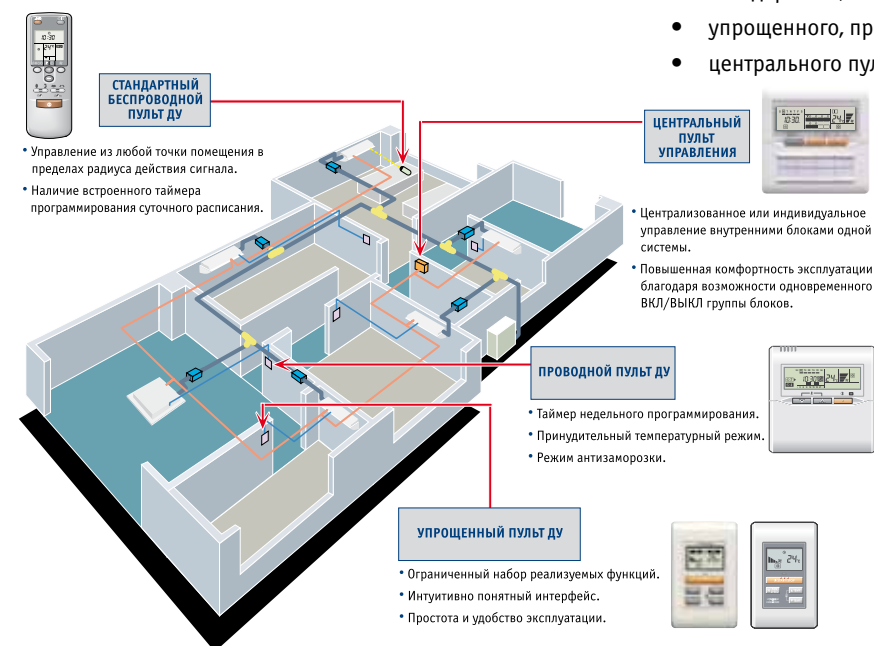 • упрощенного, пр
• центрального пул
СТАНДАРТНЫЙ
БЕСПРОВОДНОЙ
ПУЛЬТ ДУ
• Управление из любой точки помещения в
пределах радиуса действия сигнала.
• Наличие встроенного таймера
программирования суточного расписания.
ЦЕНТРАЛЬНЫЙ
ПУЛЬТ
УПРАВЛЕНИЯ
• Централизованное или индивидуальное
управление внутренними блоками одной
системы.
• Повышенная комфортность эксплуатации
благодаря возможности одновременного
ВКЛ/ВЫКЛ группы блоков.
ПРОВОДНОЙ ПУЛЬТ ДУ
• Таймер недельного программирования.
• Принудительный температурный режим.
• Режим антизаморозки.
УПРОЩЕННЫЙ ПУЛЬТ ДУ
• Ограниченный набор реализуемых функций.
• Интуитивно понятный интерфейс.
• Простота и удобство эксплуатации.